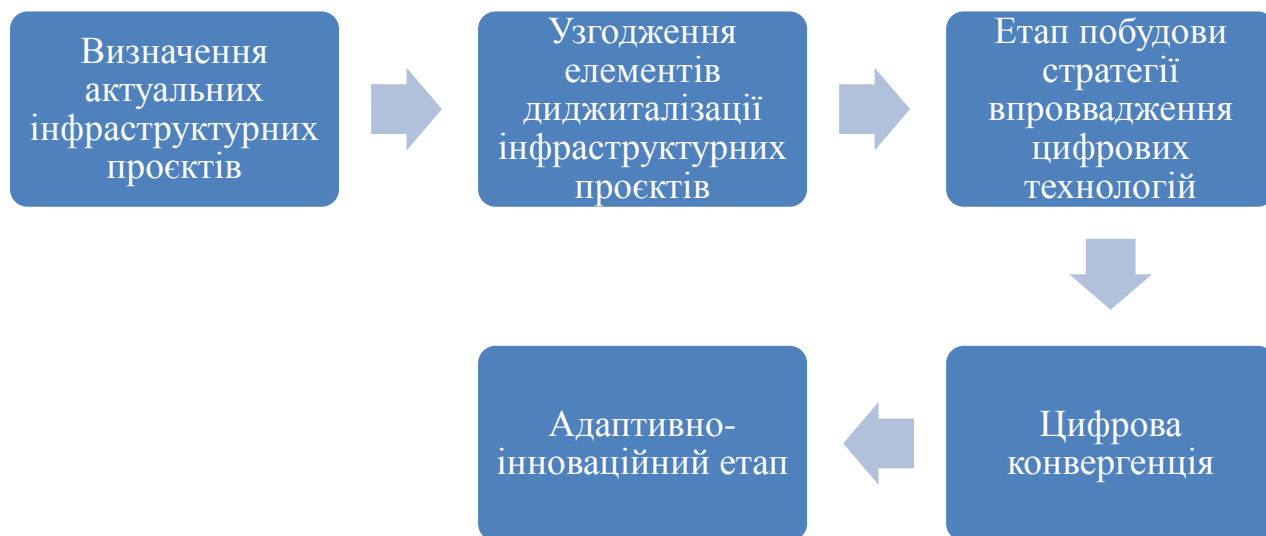 Визначення
актуальних
інфраструктурних
проєктів
Узгодження
елементів
диджиталізації
інфраструктурних
проєктів
Етап побудови
стратегії
впроввадження
цифрових
технологій
Цифрова
конвергенція
Адаптивно-
інноваційний етап